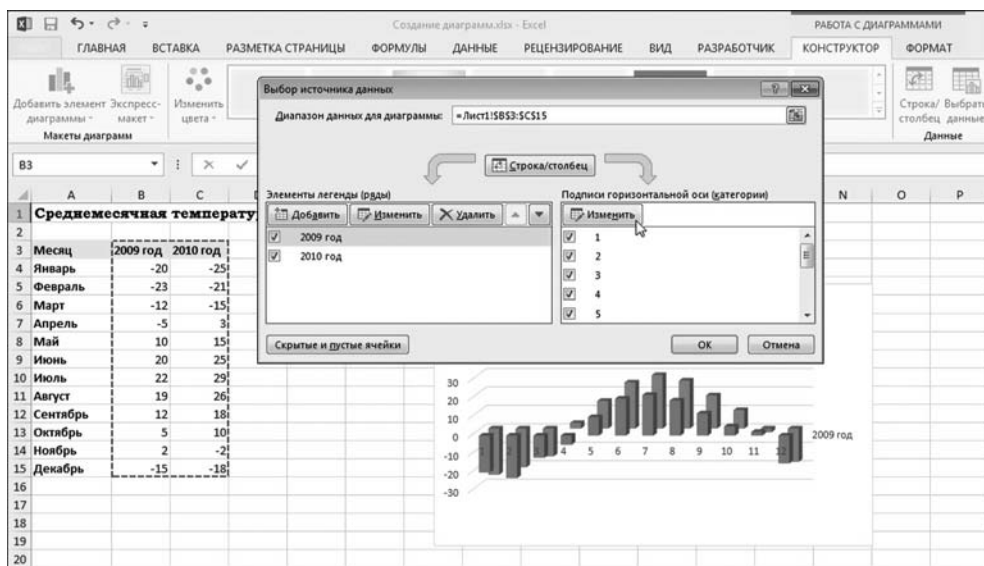 Создание диаграмм.xlsx - Excel
РАБОТА С ДИАГРАММАМИ
ГЛАВНАЯ ВСТАВКА РАЗМЕТКА СТРАНИЦЫ ФОРМУЛЫ ДАННЫЕ РЕЦЕНЗИРОВАНИЕ ВИД РАЗРАБОТЧИК КОНСТРУКТОР ФОРМАТ
Добавить элемент Экспресс- Изменить Строка/ Выбрать
диаграммы макет цвета столбец данные
Макеты диаграмм Данные
Выбор источника данных
Диапазон данных для диаграммы: =Лист1!$B$3:$C$15
Строка/столбец
Элементы легенды (ряды)
Добавить Изменить Удалить
2009 год
2010 год
Подписи горизонтальной оси (категории)
Изменить
1
2
3
4
5
Скрытые и пустые ячейки OK Отмена
B3
A B C N O P
1 Среднемесячная температу
2
3 Месяц 2009 год 2010 год
4 Январь -20 -25
5 Февраль -23 -21
6 Март -12 -15
7 Апрель -5 3
8 Май 10 15
9 Июнь 20 25
10 Июль 22 29
11 Август 19 26
12 Сентябрь 12 18
13 Октябрь 5 10
14 Ноябрь 2 -2
15 Декабрь -15 -18
16
17
18
19
20
30
20
10
0
-10
-20
-30
1 2 3 4 5 6 7 8 9 10 11 12
2009 год